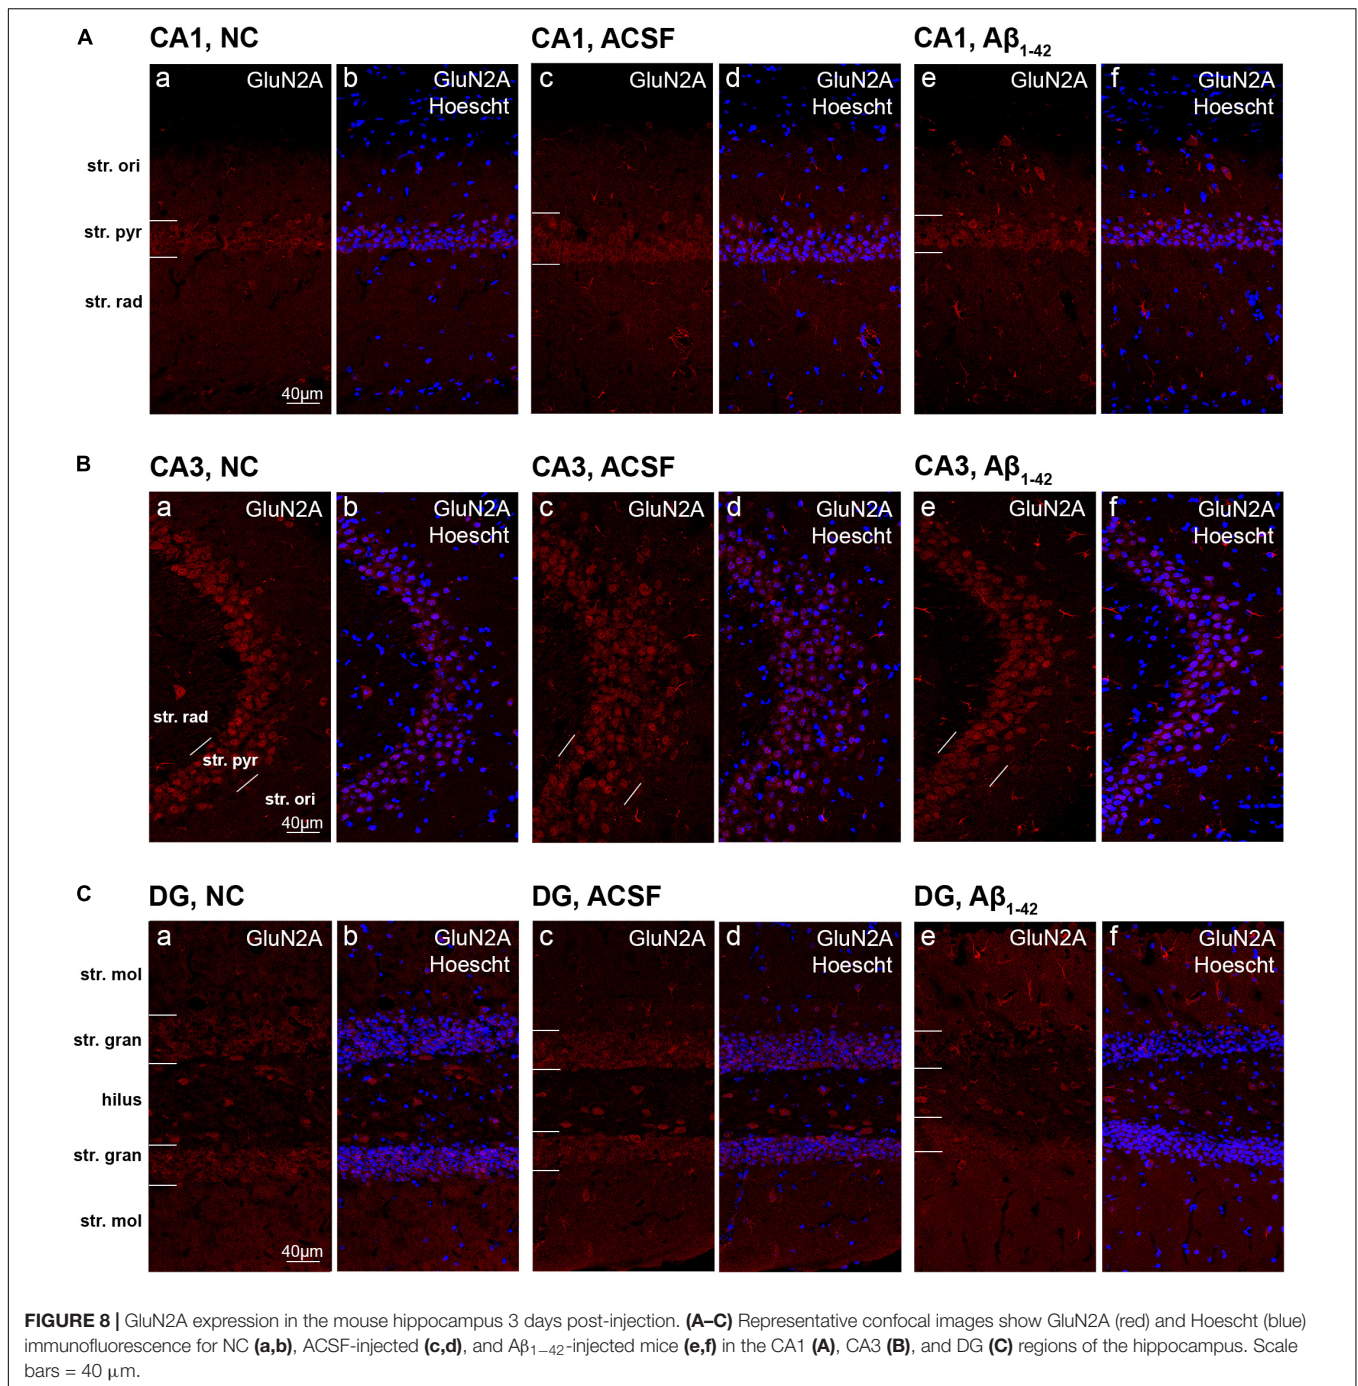 A
CA1, NC
CA1, ACSF
CA1, Aβ1-42
a GluN2A
b GluN2A
Hoescht
c GluN2A
d GluN2A
Hoescht
e GluN2A
f GluN2A
Hoescht
str. ori
str. pyr
str. rad
40μm
B
CA3, NC
CA3, ACSF
CA3, Aβ1-42
a GluN2A
b GluN2A
Hoescht
c GluN2A
d GluN2A
Hoescht
e GluN2A
f GluN2A
Hoescht
str. rad
str. pyr
str. ori
40μm
C
DG, NC
DG, ACSF
DG, Aβ1-42
a GluN2A
b GluN2A
Hoescht
c GluN2A
d GluN2A
Hoescht
e GluN2A
f GluN2A
Hoescht
str. mol
str. gran
hilus
str. gran
str. mol
40μm
FIGURE 8 | GluN2A expression in the mouse hippocampus 3 days post-injection. (A–C) Representative confocal images show GluN2A (red) and Hoescht (blue)
immunofluorescence for NC (a,b), ACSF-injected (c,d), and Aβ1−42-injected mice (e,f) in the CA1 (A), CA3 (B), and DG (C) regions of the hippocampus. Scale
bars = 40 μm.